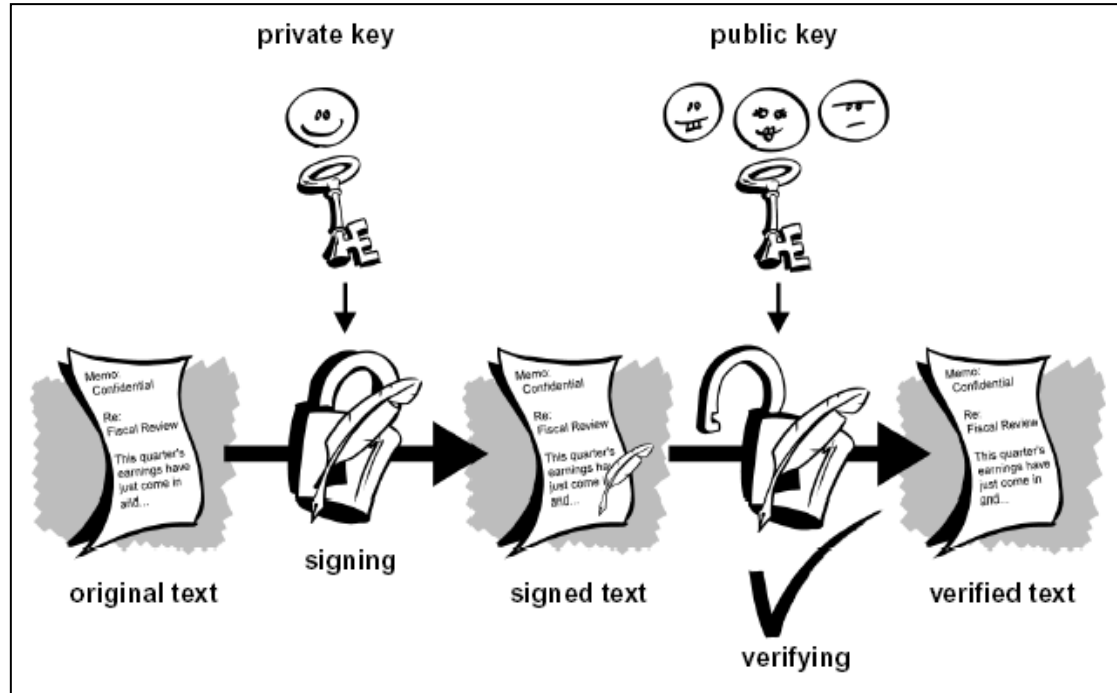 private key
public key
Memo:
Confidential
Re:
Fiscal Review
This quarter's
earnings have
just come in
and...
Memo:
Confidential
Re:
Fiscal Review
This quarter's
earnings have
just come in
and...
Memo:
Confidential
Re:
Fiscal Review
This quarter's
earnings have
just come in
and...
signing
original text
signed text
verified text
verifying